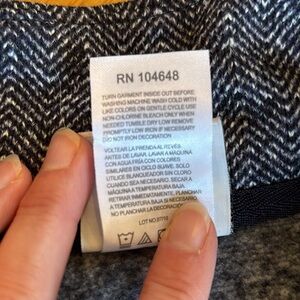 RN 104648
TURN GARMENT INSIDE OUT BEFORE
WASHING MACHINE WASH COLD WITH
LIKE COLORS ON GENTLE CYCLE USE
NON-CHLORINE BLEACH ONLY WHEN
NEEDED TUMBLE DRY LOW REMOVE
PROMPTLY LOW IRON IF NECESSARY
DO NOT IRON DECORATION
VOLTEAR LA PRENDA AL REVÉS
ANTES DE LAVAR, LAVAR A MAQUINA
CON AGUA FRÍA CON COLORES
SIMILARES EN CICLO SUAVE. SOLO
UTILICE BLANQUEADOR SIN CLORO
CUANDO SEA NECESARIO. SECAR A
MÁQUINA A TEMPERATURA BAJA
RETIRAR INMEDIATAMENTE. PLANCHAR
A TEMPERATURA BAJA SI NECESARIO
NO PLANCHAR DECORACIÓN